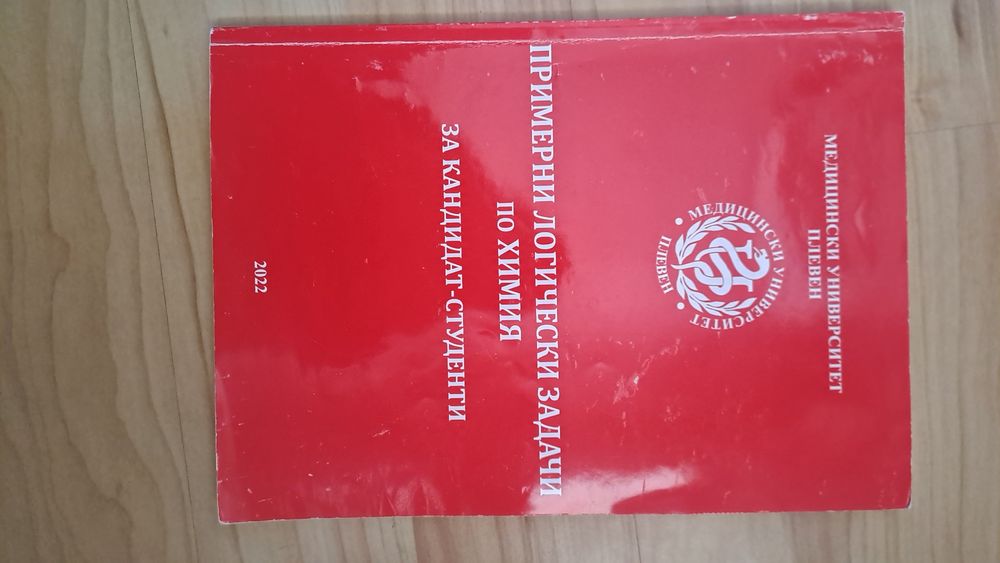 МЕДИЦИНСКИ УНИВЕРСИТЕТ
ПЛЕВЕН
МЕДИЦИНСКИ УНИВЕРСИТЕТ
ПЛЕВЕН
ПРИМЕРНИ ЛОГИЧЕСКИ ЗАДАЧИ
ПО ХИМИЯ
ЗА КАНДИДАТ-СТУДЕНТИ
2022